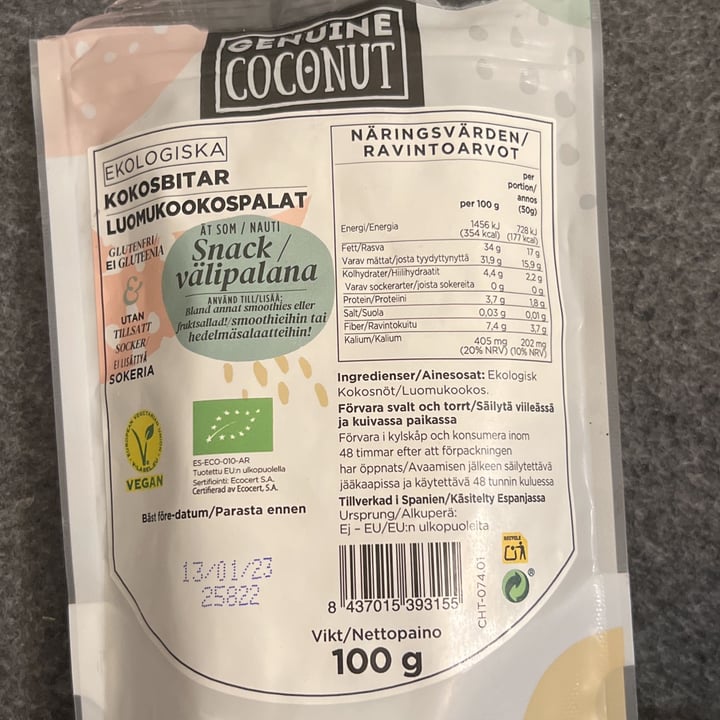 GENUINE
COCONUT
EKOLOGISKA
KOKOSBITAR
LUOMUKOOKOSPALAT
GLUTENFRI/
EI GLUTEENIA
&
UTAN
TILLSATT
SOCKER/
EI LISÄTTYÄ
SOKERIA
ÄT SOM / NAUTI
Snack /
välipalana
ANVÄND TILL/LISÄÄ:
Bland annat smoothies eller
fruktsallad!/smoothieihin tai
hedelmäsalaatteihin!
EUROPEAN VEGETARIAN UNION
V-LABEL.EU
VEGAN
ES-ECO-010-AR
Tuotettu EU:n ulkopuolella
Sertifiointi: Ecocert S.A.
Certifierad av Ecocert, S.A.
Bäst före-datum/Parasta ennen
13/01/23
25822
NÄRINGSVÄRDEN/
RAVINTOARVOT
per 100 g per portion/annos (50g)
Energi/Energia 1456 kJ 728 kJ
(354 kcal) (177 kcal)
Fett/Rasva 34 g 17 g
Varav mättat/josta tyydyttynyttä 31,9 g 15,9 g
Kolhydrater/Hiilihydraatit 4,4 g 2,2 g
Varav sockerarter/joista sokereita 0 g 0 g
Protein/Proteiini 3,7 g 1,8 g
Salt/Suola 0,03 g 0,01 g
Fiber/Ravintokuitu 7,4 g 3,7 g
Kalium/Kalium 405 mg 202 mg
(20% NRV) (10% NRV)
Ingredienser/Ainesosat: Ekologisk
Kokosnöt/Luomukookos.
Förvara svalt och torrt/Säilytä viileässä
ja kuivassa paikassa
Förvara i kylskåp och konsumera inom
48 timmar efter att förpackningen
har öppnats/Avaamisen jälkeen säilytettävä
jääkaapissa ja käytettävä 48 tunnin kuluessa
Tillverkad i Spanien/Käsitelty Espanjassa
Ursprung/Alkuperä:
Ej - EU/EU:n ulkopuolelta
8 437015 393155
CHT-074.01
RECYCLE
®
Vikt/Nettopaino
100 g